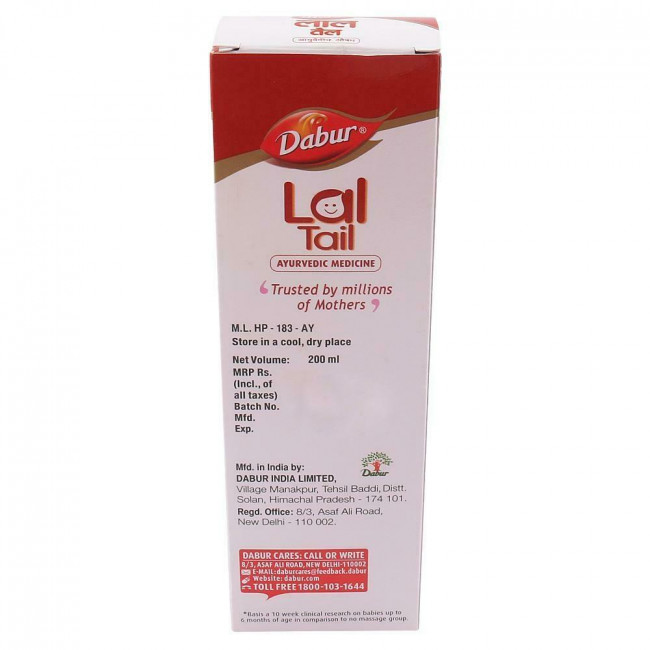 लाल
तैल
आयुर्वेदिक औषधि
Dabur®
Lal
Tail
AYURVEDIC MEDICINE
‘Trusted by millions
of Mothers’
M.L. HP - 183 - AY
Store in a cool, dry place
Net Volume: 200 ml
MRP Rs.
(Incl., of
all taxes)
Batch No.
Mfd.
Exp.
Mfd. in India by:
DABUR INDIA LIMITED,
Dabur
Village Manakpur, Tehsil Baddi, Distt.
Solan, Himachal Pradesh - 174 101.
Regd. Office: 8/3, Asaf Ali Road,
New Delhi - 110 002.
DABUR CARES: CALL OR WRITE
8/3, ASAF ALI ROAD, NEW DELHI-110002
E-MAIL:daburcares@feedback.dabur
Website: dabur.com
TOLL FREE 1800-103-1644
*Basis a 10 week clinical research on babies up to
6 months of age in comparison to no massage group.